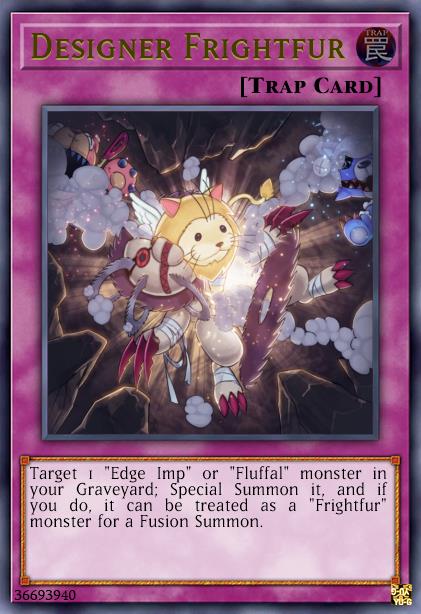 Designer Frightfur
TRAP
罠
[Trap Card]
Target 1 "Edge Imp" or "Fluffal" monster in
your Graveyard; Special Summon it, and if
you do, it can be treated as a "Frightfur"
monster for a Fusion Summon.
36693940